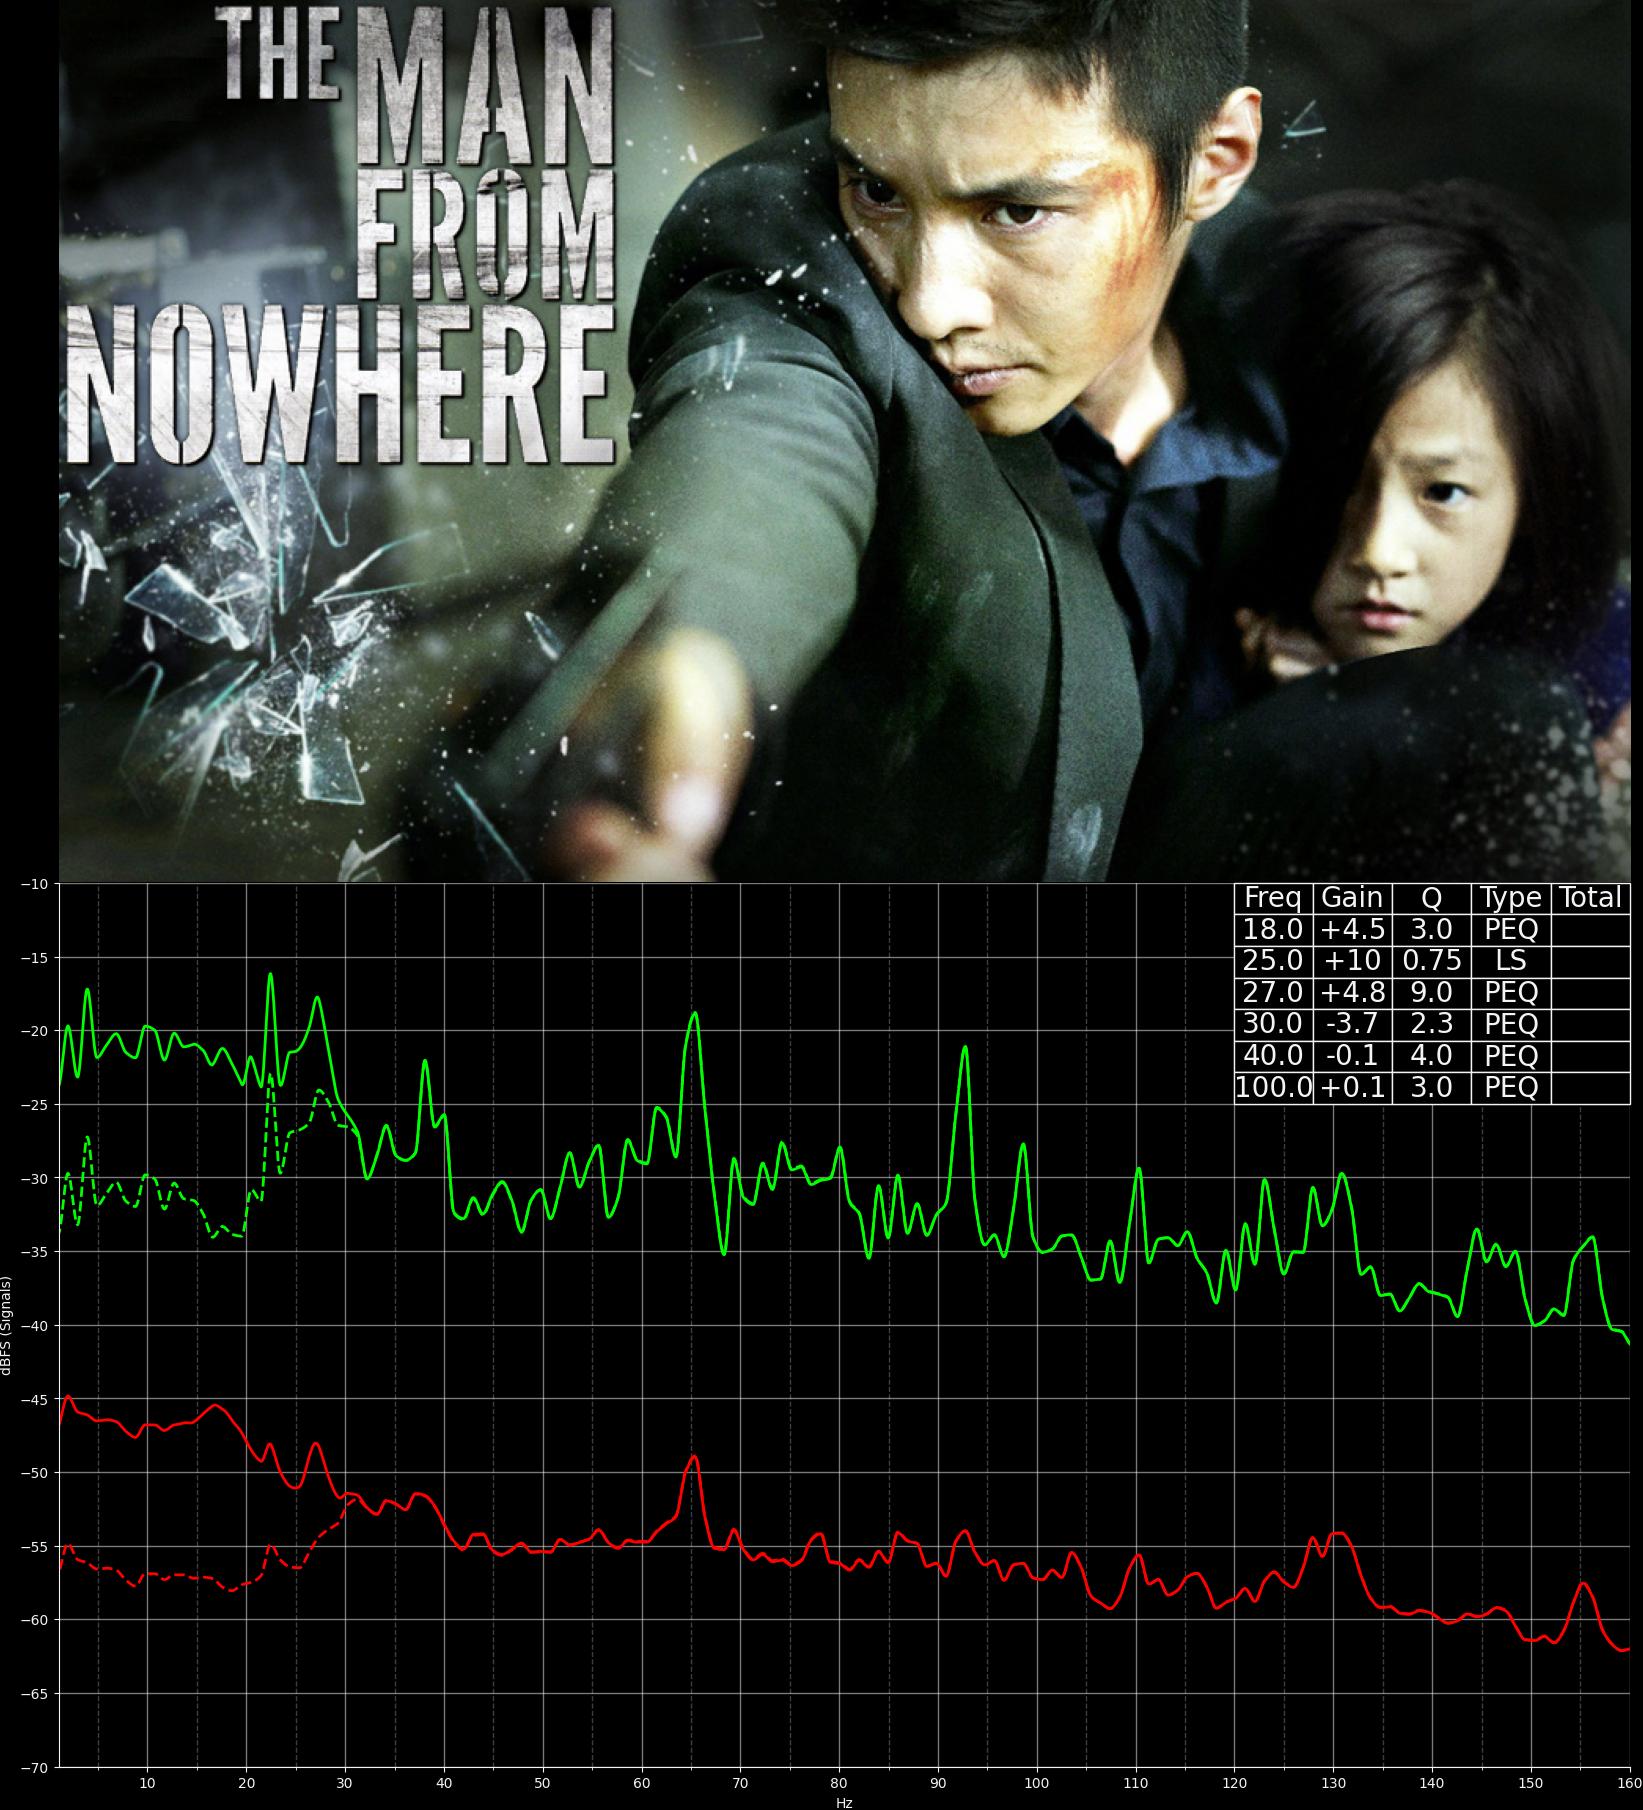 THE MAN
FROM
NOWHERE
Freq Gain Q Type Total
18.0 +4.5 3.0 PEQ
25.0 +10 0.75 LS
27.0 +4.8 9.0 PEQ
30.0 -3.7 2.3 PEQ
40.0 -0.1 4.0 PEQ
100.0 +0.1 3.0 PEQ
−10
−15
−20
−25
−30
−35
−40
−45
−50
−55
−60
−65
−70
dBFS (Signals)
10 20 30 40 50 60 70 80 90 100 110 120 130 140 150 160
Hz